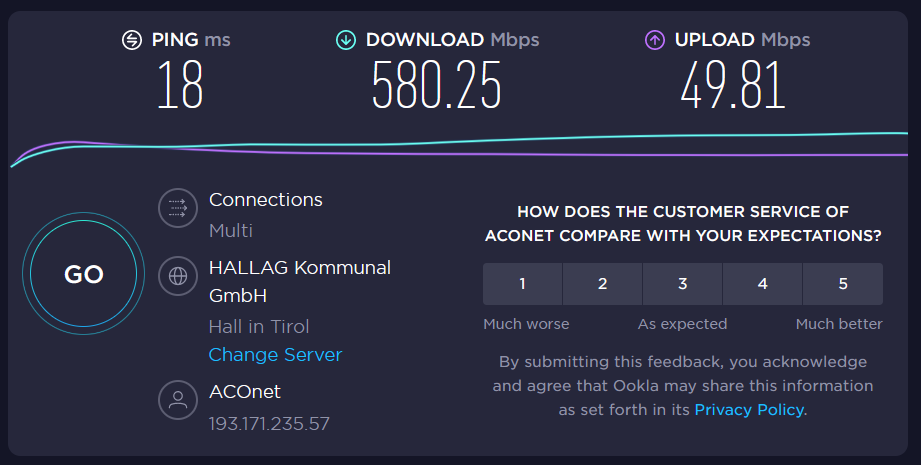 PING ms
18
DOWNLOAD Mbps
580.25
UPLOAD Mbps
49.81
GO
Connections
Multi
HALLAG Kommunal
GmbH
Hall in Tirol
Change Server
ACOnet
193.171.235.57
HOW DOES THE CUSTOMER SERVICE OF
ACONET COMPARE WITH YOUR EXPECTATIONS?
1 2 3 4 5
Much worse As expected Much better
By submitting this feedback, you acknowledge
and agree that Ookla may share this information
as set forth in its Privacy Policy.